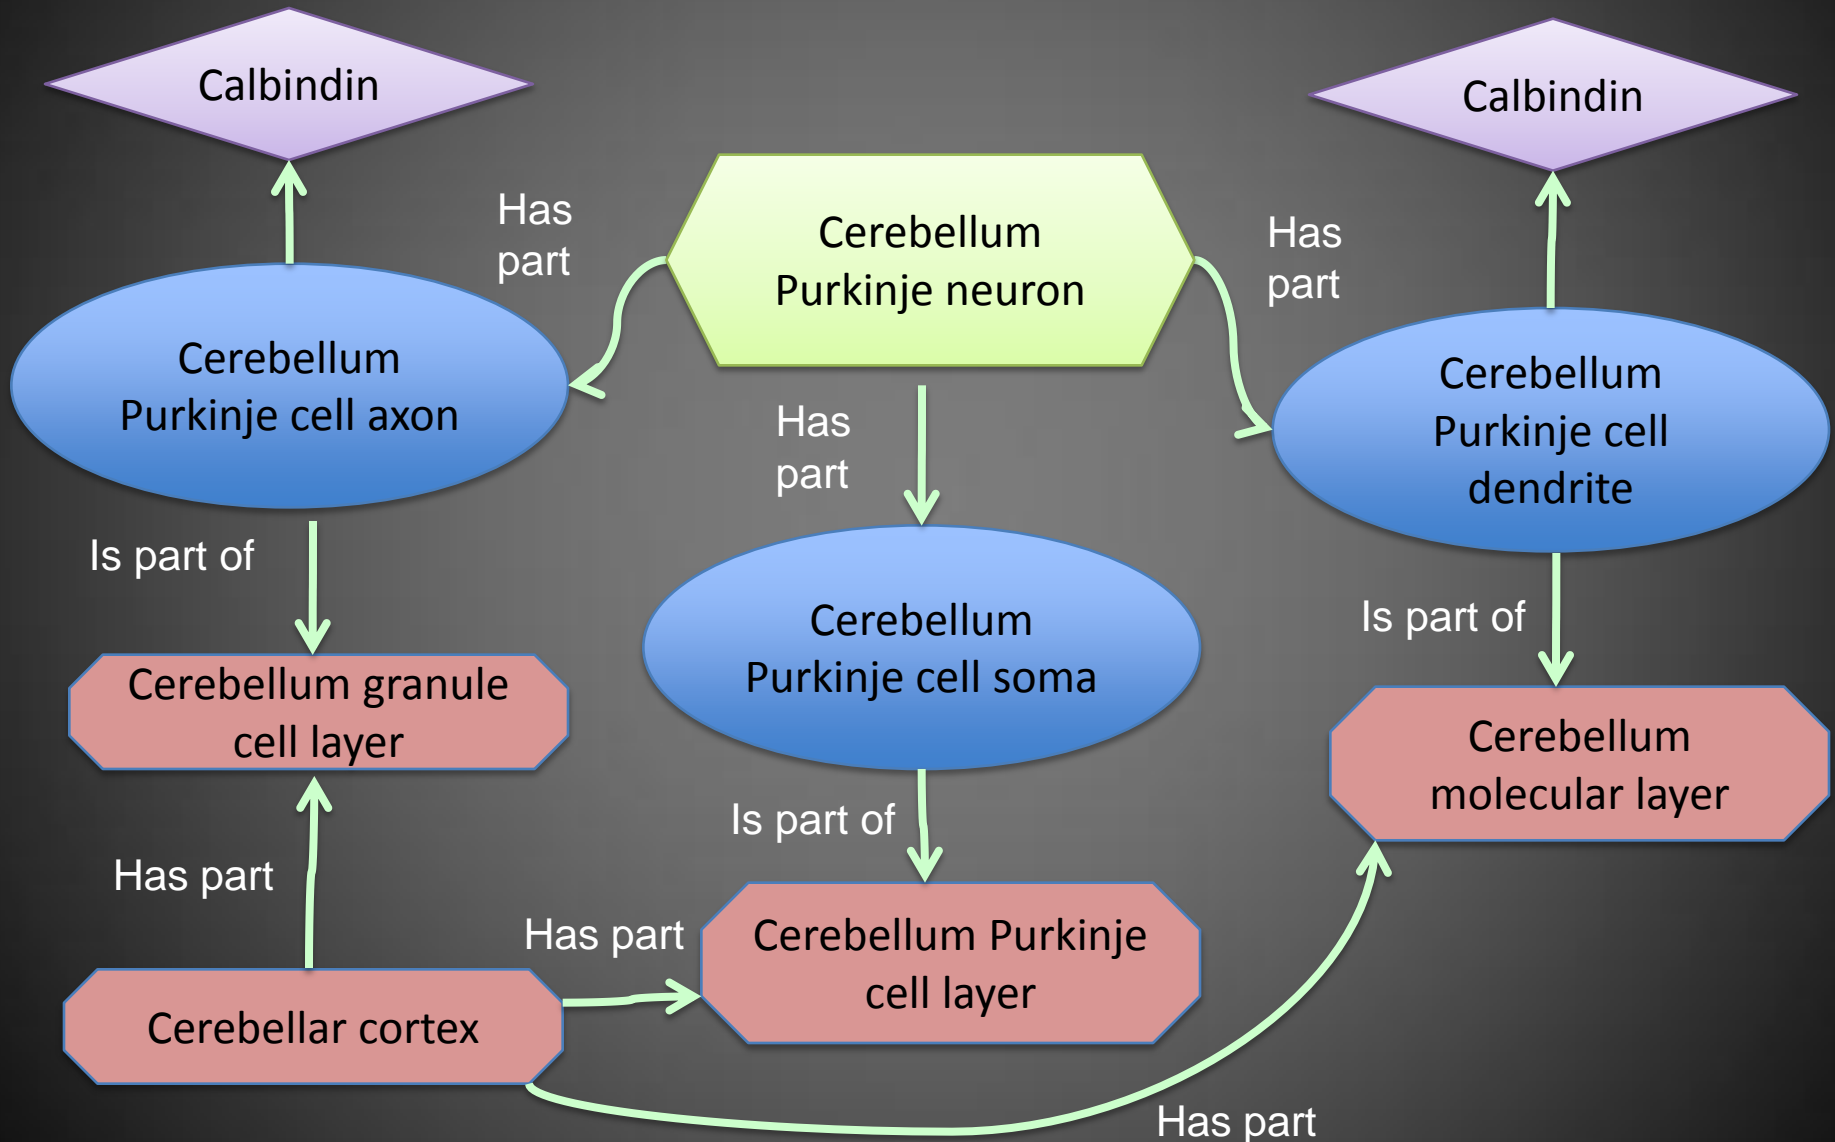 Calbindin
Calbindin
Has
part
Cerebellum
Purkinje neuron
Has
part
Cerebellum
Purkinje cell axon
Has
part
Cerebellum
Purkinje cell
dendrite
Is part of
Cerebellum
Purkinje cell soma
Is part of
Cerebellum granule
cell layer
Cerebellum
molecular layer
Is part of
Has part
Has part
Cerebellum Purkinje
cell layer
Cerebellar cortex
Has part